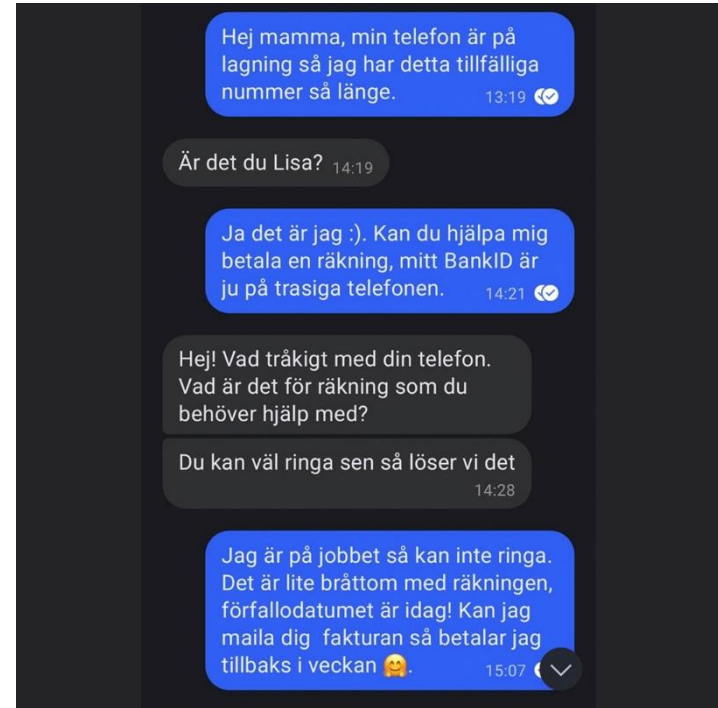 Hej mamma, min telefon är på
lagning så jag har detta tillfälliga
nummer så länge. 13:19
Är det du Lisa? 14:19
Ja det är jag :). Kan du hjälpa mig
betala en räkning, mitt BankID är
ju på trasiga telefonen. 14:21
Hej! Vad tråkigt med din telefon.
Vad är det för räkning som du
behöver hjälp med?
Du kan väl ringa sen så löser vi det
14:28
Jag är på jobbet så kan inte ringa.
Det är lite bråttom med räkningen,
förfallodatumet är idag! Kan jag
maila dig  fakturan så betalar jag
tillbaks i veckan 🤗. 15:07